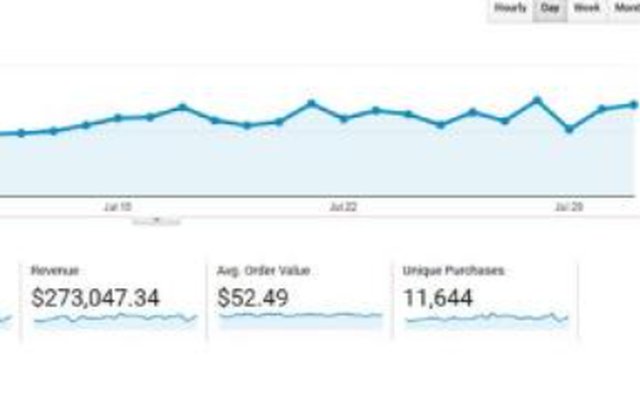 Hourly Day Week Mont
Jul 15 Jul 22 Jul 29
Revenue Avg. Order Value Unique Purchases
$273,047.34 $52.49 11,644